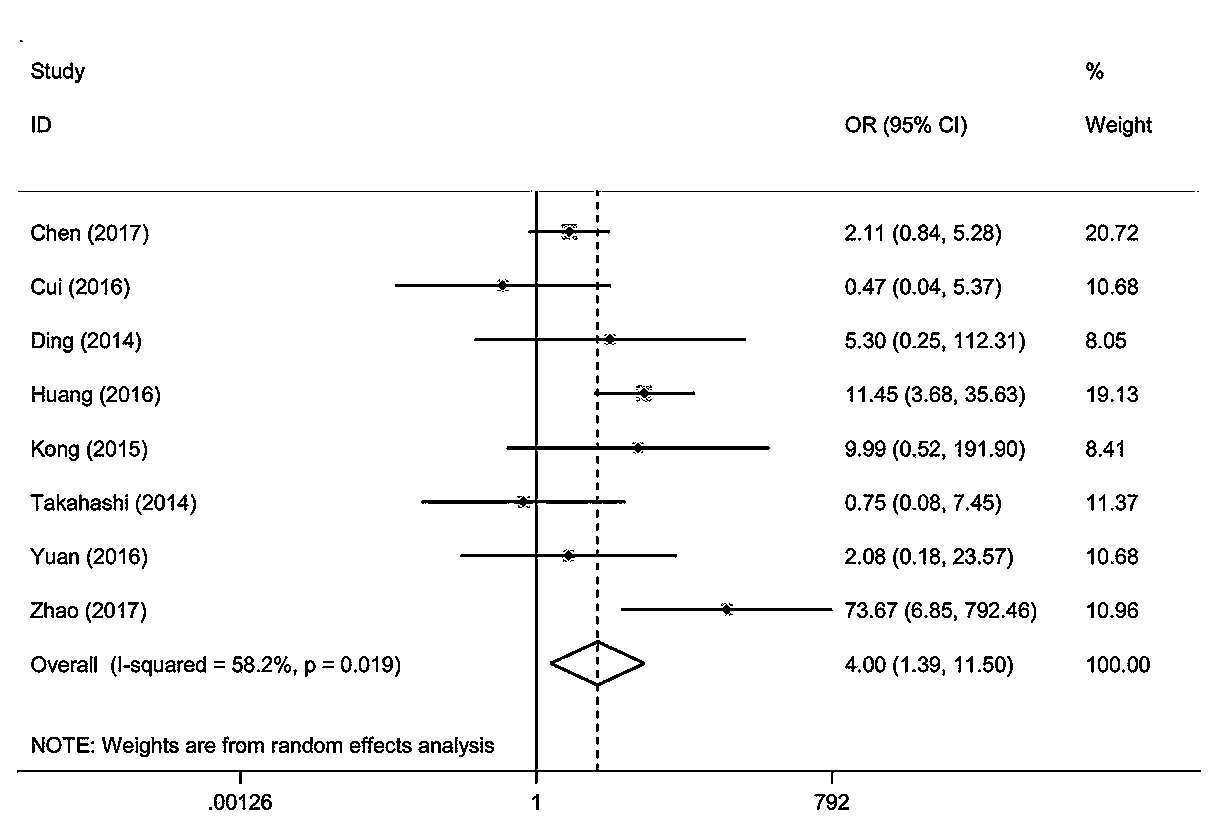 Study %
ID OR (95% CI) Weight
Chen (2017) 2.11 (0.84, 5.28) 20.72
Cui (2016) 0.47 (0.04, 5.37) 10.68
Ding (2014) 5.30 (0.25, 112.31) 8.05
Huang (2016) 11.45 (3.68, 35.63) 19.13
Kong (2015) 9.99 (0.52, 191.90) 8.41
Takahashi (2014) 0.75 (0.08, 7.45) 11.37
Yuan (2016) 2.08 (0.18, 23.57) 10.68
Zhao (2017) 73.67 (6.85, 792.46) 10.96
Overall (I-squared = 58.2%, p = 0.019) 4.00 (1.39, 11.50) 100.00
NOTE: Weights are from random effects analysis
.00126 1 792